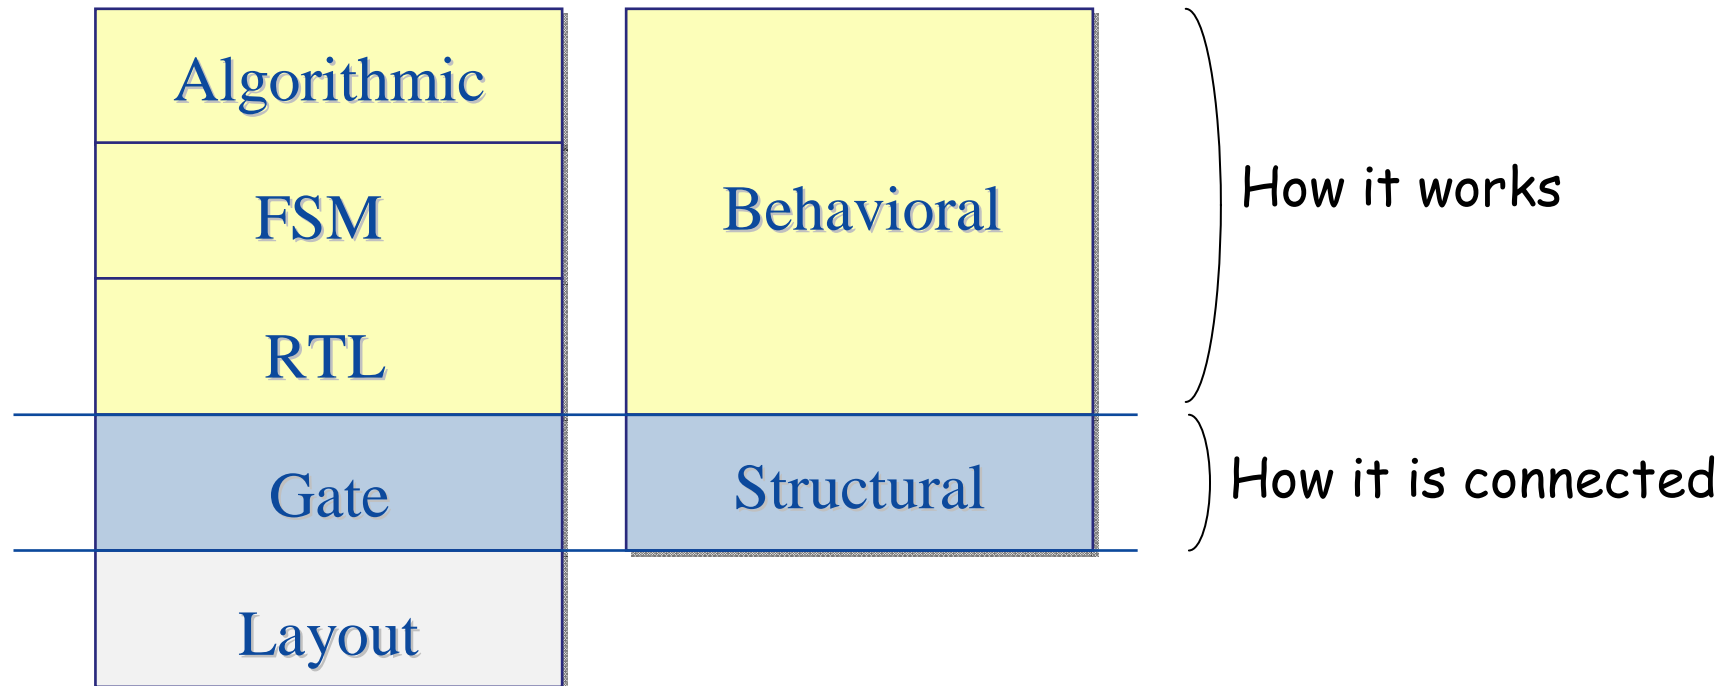 Algorithmic
FSM
RTL
Gate
Layout
Behavioral
Structural
How it works
How it is connected